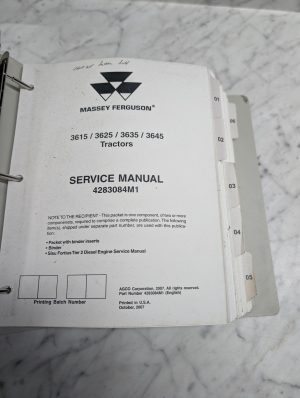 MASSEY FERGUSON®
3615 / 3625 / 3635 / 3645
Tractors
SERVICE MANUAL
4283084M1
NOTE TO THE RECIPIENT - This packet is one component, of two or more
components, required to comprise a complete publication. The following
item(s), shipped under separate part number, are used with this publica-
tion:
• Packet with binder inserts
• Binder
• Sisu Fortius Tier 2 Diesel Engine Service Manual
Printing Batch Number
AGCO Corporation, 2007. All rights reserved.
Part Number 4283084M1 (English)
Printed in U.S.A.
October, 2007
01
06
02
03
04
05